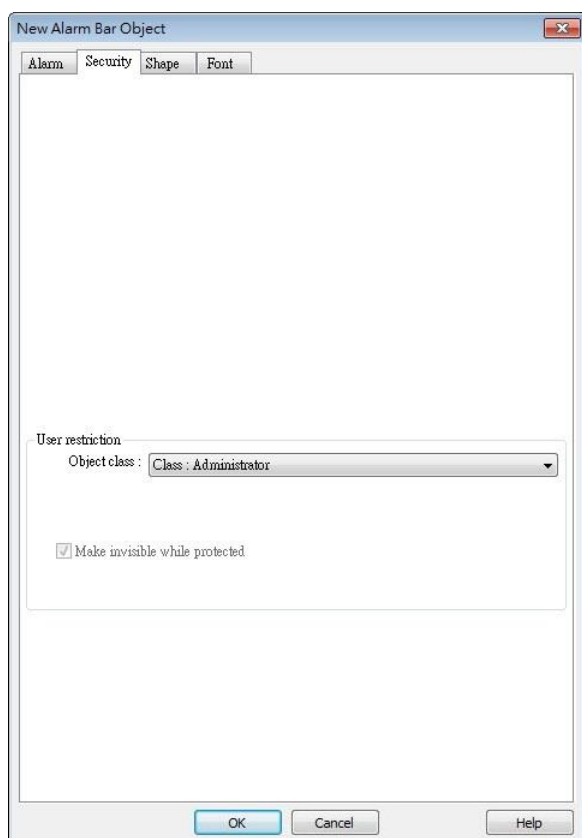 New Alarm Bar Object
Alarm Security Shape Font
User restriction
Object class : Class : Administrator
Make invisible while protected
OK Cancel Help